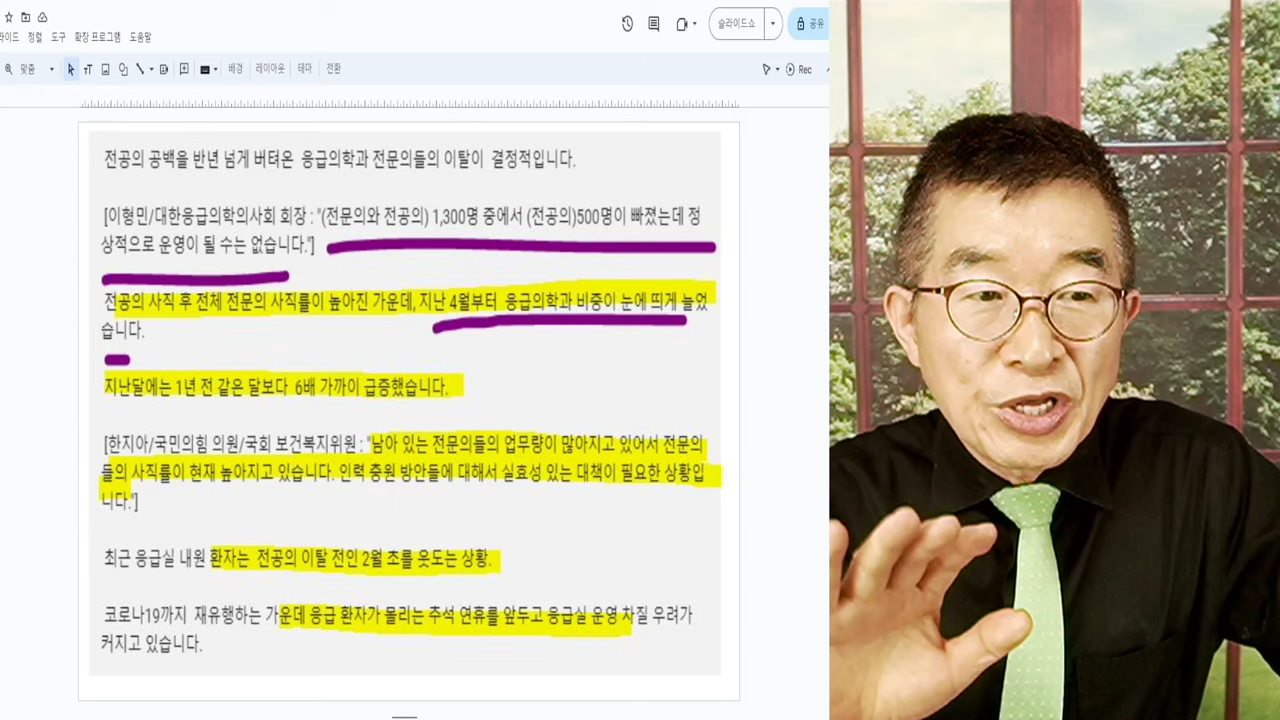 라이드 정렬 도구 확장 프로그램 도움말
슬라이드쇼
공유
맞춤
배경 레이아웃 테마 전환
Rec
전공의 공백을 반년 넘게 버텨온 응급의학과 전문의들의 이탈이 결정적입니다.
[이형민/대한응급의학의사회 회장 : "(전문의와 전공의) 1,300명 중에서 (전공의)500명이 빠졌는데 정
상적으로 운영이 될 수는 없습니다."]
전공의 사직 후 전체 전문의 사직률이 높아진 가운데, 지난 4월부터 응급의학과 비중이 눈에 띄게 늘었
습니다.
지난달에는 1년 전 같은 달보다 6배 가까이 급증했습니다.
[한지아/국민의힘 의원/국회 보건복지위원 : "남아 있는 전문의들의 업무량이 많아지고 있어서 전문의
들의 사직률이 현재 높아지고 있습니다. 인력 충원 방안들에 대해서 실효성 있는 대책이 필요한 상황입
니다."]
최근 응급실 내원 환자는 전공의 이탈 전인 2월 초를 웃도는 상황.
코로나19까지 재유행하는 가운데 응급 환자가 몰리는 추석 연휴를 앞두고 응급실 운영 차질 우려가
커지고 있습니다.